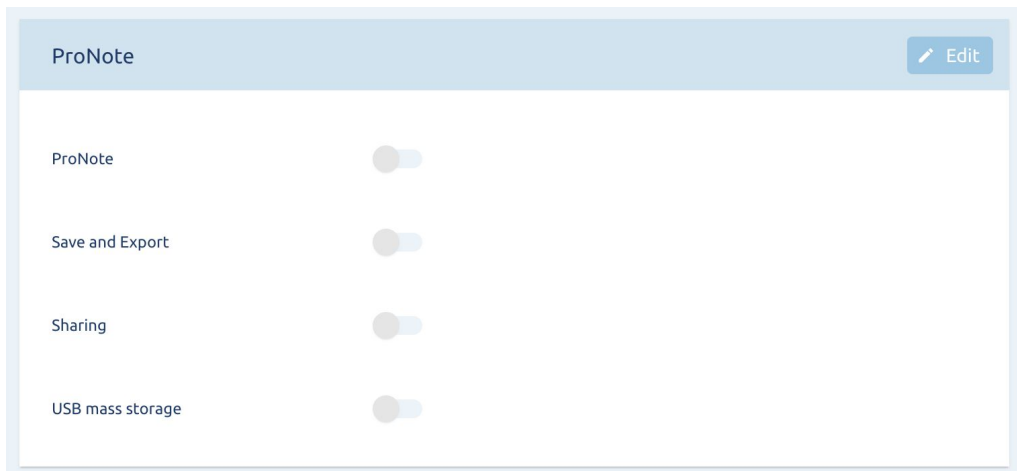 ProNote
Edit
ProNote
Save and Export
Sharing
USB mass storage